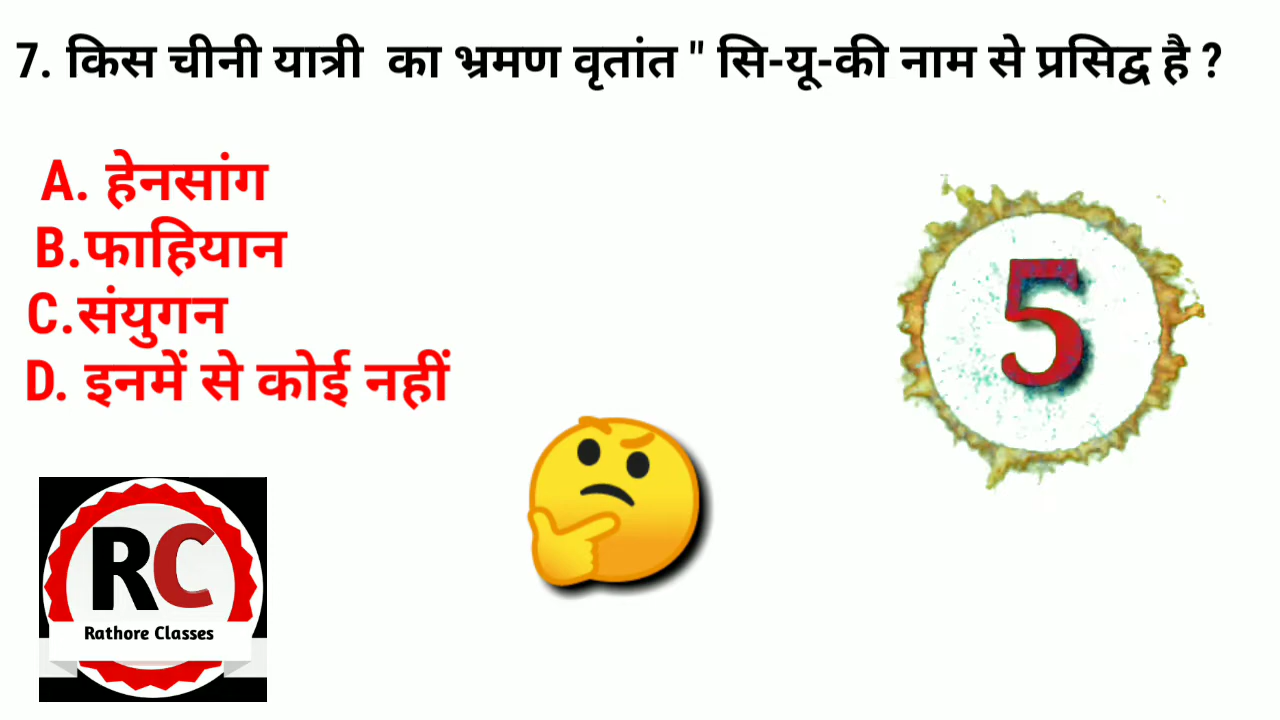 7. किस चीनी यात्री का भ्रमण वृतांत " सि-यू-की नाम से प्रसिद्व है ?
A. हेनसांग
B.फाहियान
C.संयुगन
D. इनमें से कोई नहीं
5
RC
Rathore Classes